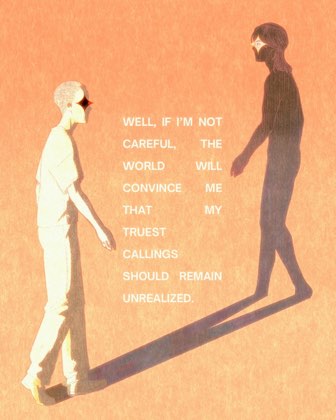 WELL, IF I'M NOT
CAREFUL, THE
WORLD WILL
CONVINCE ME
THAT MY
TRUEST
CALLINGS
SHOULD REMAIN
UNREALIZED.